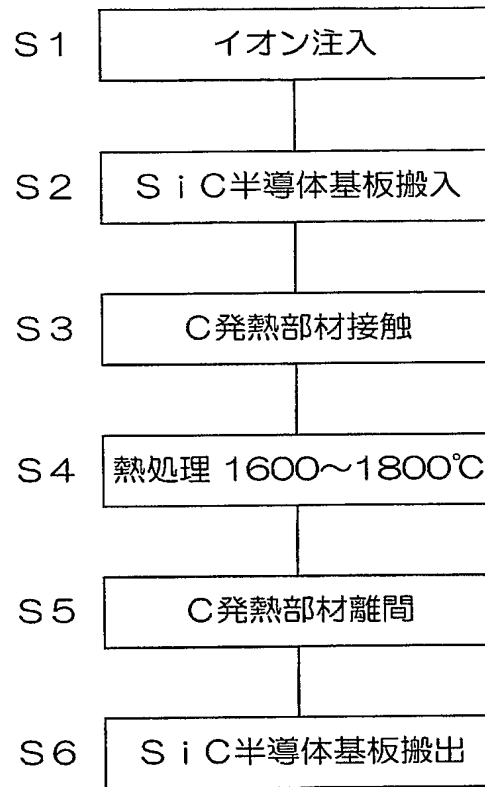 S1 イオン注入
S2 SiC半導体基板搬入
S3 C発熱部材接触
S4 熱処理 1600～1800℃
S5 C発熱部材離間
S6 SiC半導体基板搬出